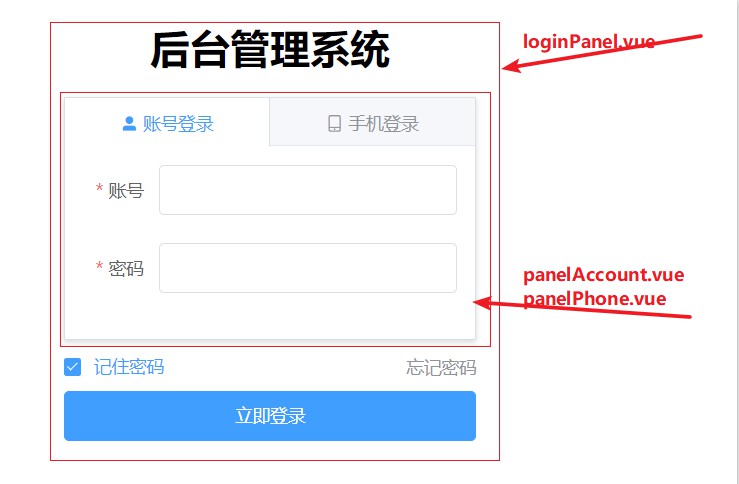 后台管理系统
loginPanel.vue
账号登录 手机登录
* 账号
* 密码
panelAccount.vue
panelPhone.vue
记住密码 忘记密码
立即登录